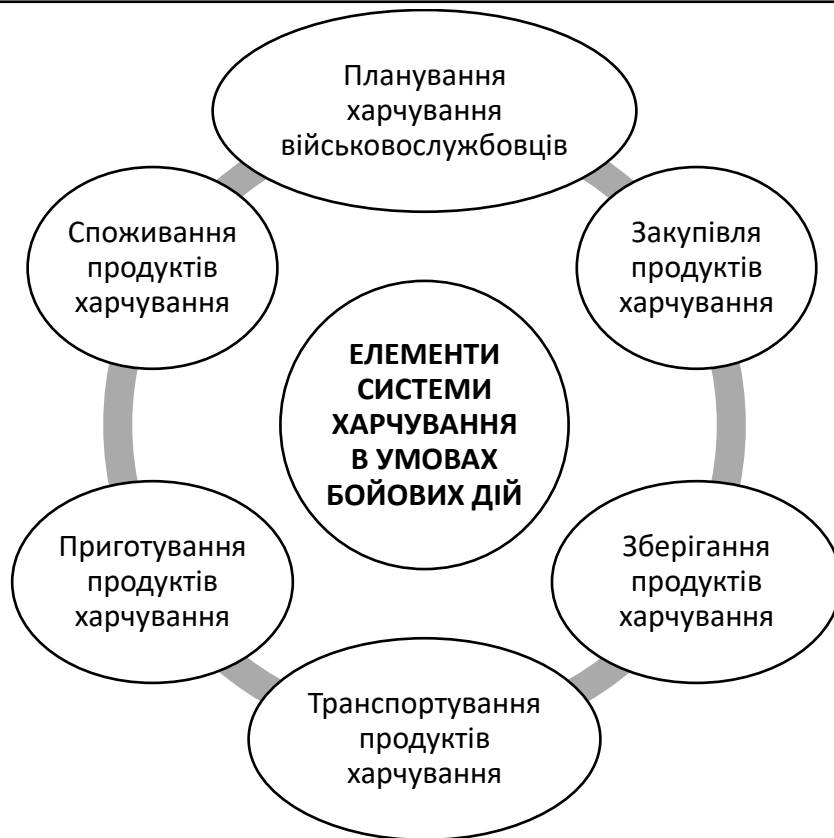 Планування
харчування
військовослужбовців
Закупівля
продуктів
харчування
Зберігання
продуктів
харчування
Транспортування
продуктів
харчування
Приготування
продуктів
харчування
Споживання
продуктів
харчування
ЕЛЕМЕНТИ
СИСТЕМИ
ХАРЧУВАННЯ
В УМОВАХ
БОЙОВИХ ДІЙ